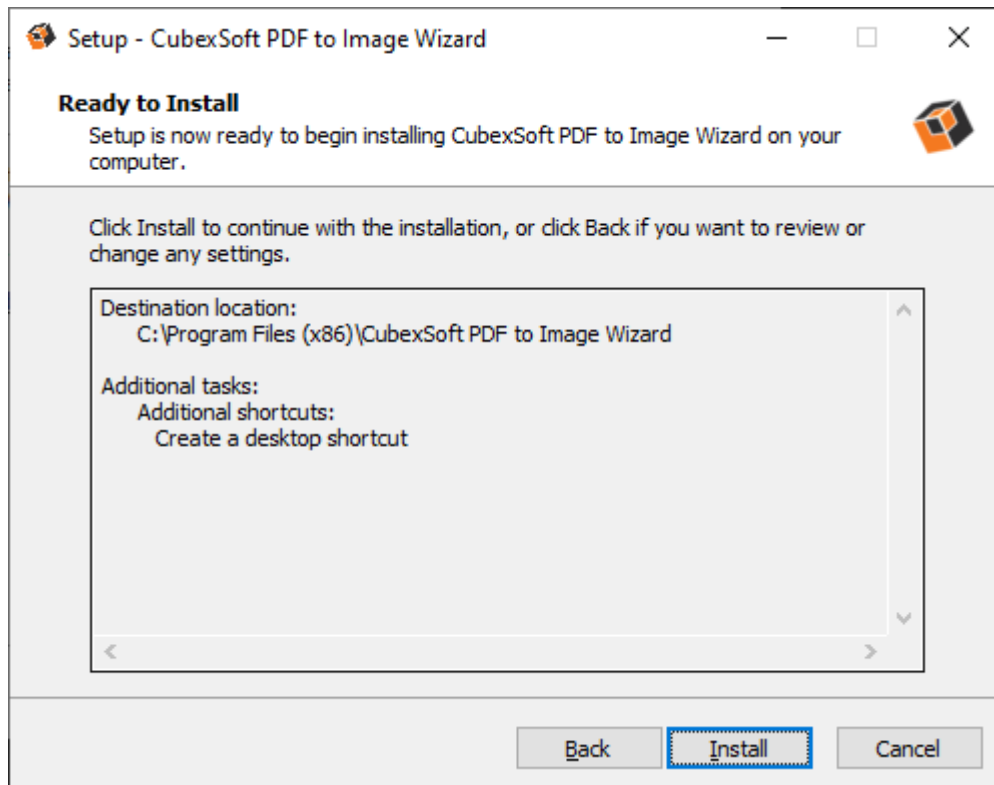 Setup - CubexSoft PDF to Image Wizard
Ready to Install
Setup is now ready to begin installing CubexSoft PDF to Image Wizard on your
computer.
Click Install to continue with the installation, or click Back if you want to review or
change any settings.
Destination location:
C:\Program Files (x86)\CubexSoft PDF to Image Wizard
Additional tasks:
Additional shortcuts:
Create a desktop shortcut
Back Install Cancel